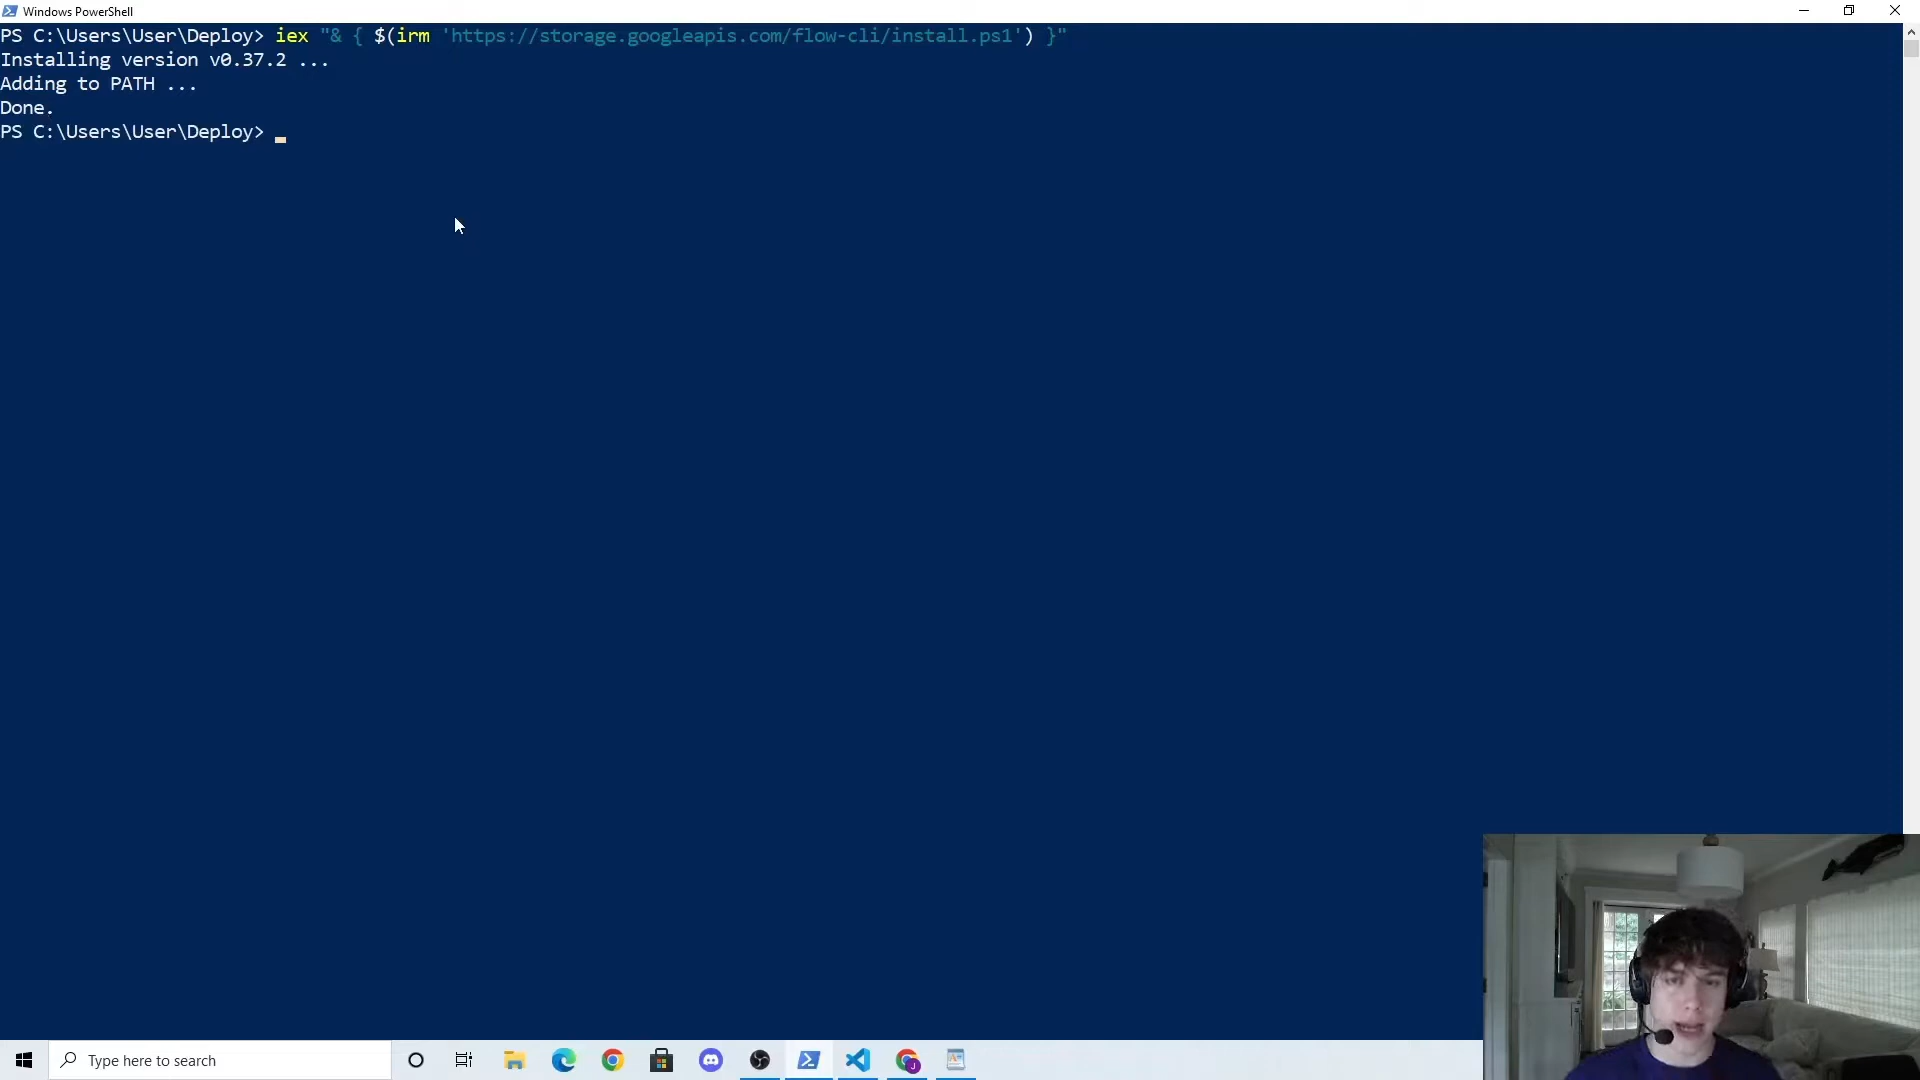 Windows PowerShell
PS C:\Users\User\Deploy> iex "& { $(irm 'https://storage.googleapis.com/flow-cli/install.ps1') }"
Installing version v0.37.2 ...
Adding to PATH ...
Done.
PS C:\Users\User\Deploy>
Type here to search